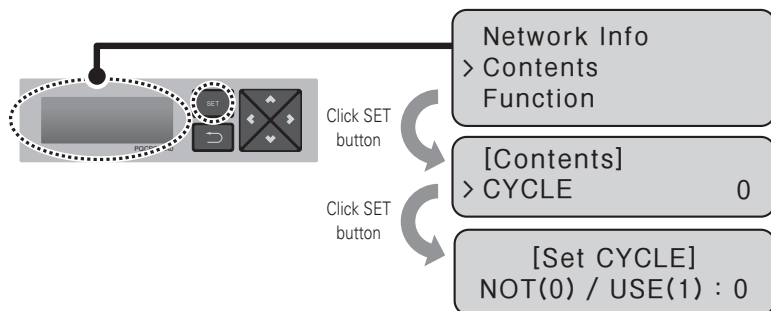 Network Info
> Contents
Function
SET
Click SET
button
[Contents]
> CYCLE 0
Click SET
button
[Set CYCLE]
NOT(0) / USE(1) : 0